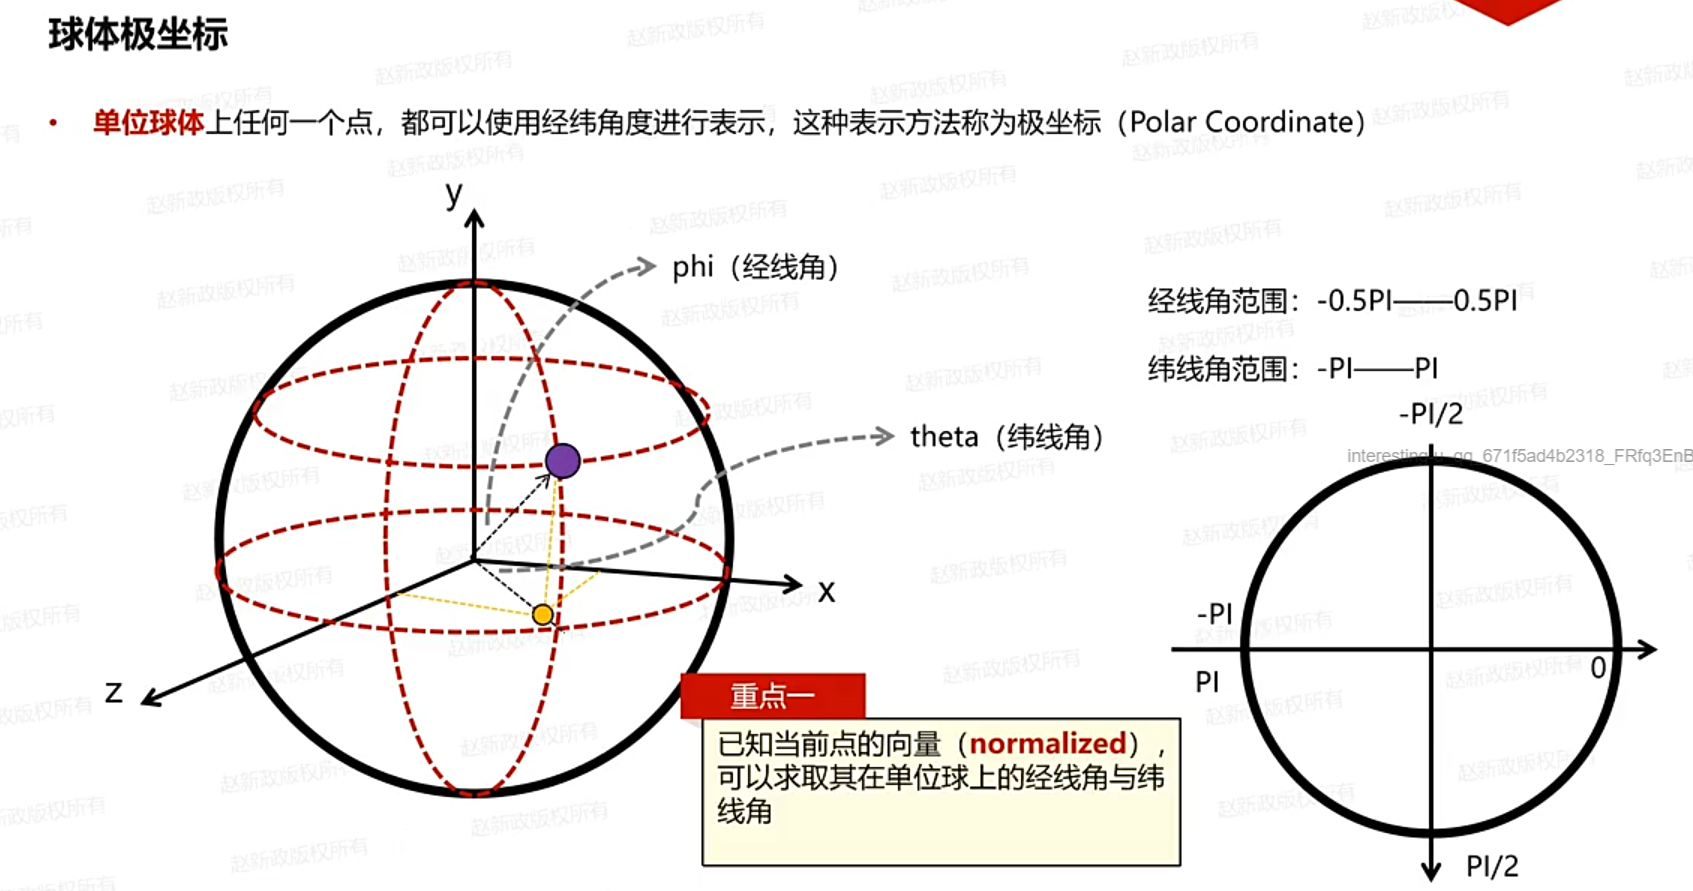 球体极坐标
• 单位球体上任何一个点，都可以使用经纬角度进行表示，这种表示方法称为极坐标（Polar Coordinate）
y
phi（经线角）
经线角范围：-0.5PI——0.5PI
纬线角范围：-PI——PI
-PI/2
theta（纬线角）
interesting
x
-PI
0
PI
z
重点一
已知当前点的向量（normalized），
可以求取其在单位球上的经线角与纬
线角
PI/2
赵新政版权所有